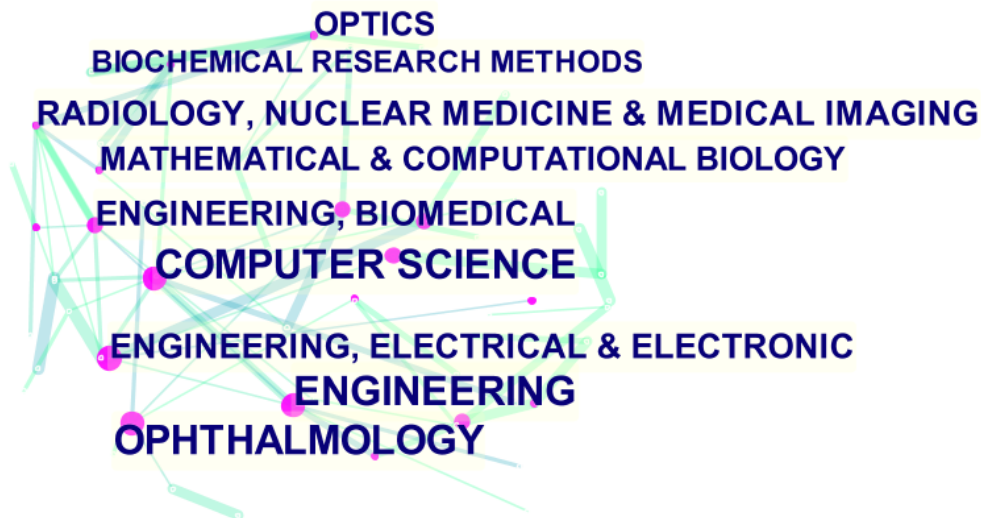 OPTICS
BIOCHEMICAL RESEARCH METHODS
RADIOLOGY, NUCLEAR MEDICINE & MEDICAL IMAGING
MATHEMATICAL & COMPUTATIONAL BIOLOGY
ENGINEERING, BIOMEDICAL
COMPUTER SCIENCE
ENGINEERING, ELECTRICAL & ELECTRONIC
ENGINEERING
OPHTHALMOLOGY